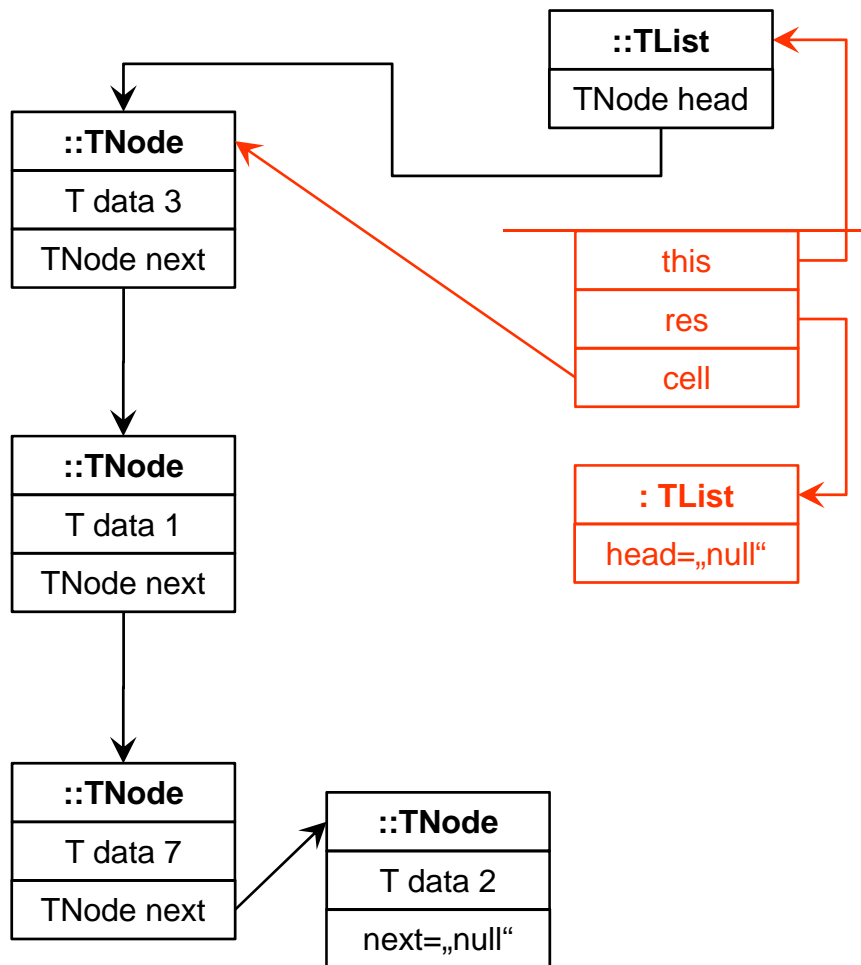 ::TList
TNode head
::TNode
T data 3
TNode next
this
res
cell
::TNode
T data 1
TNode next
: TList
head=„null“
::TNode
T data 7
TNode next
::TNode
T data 2
next=„null“